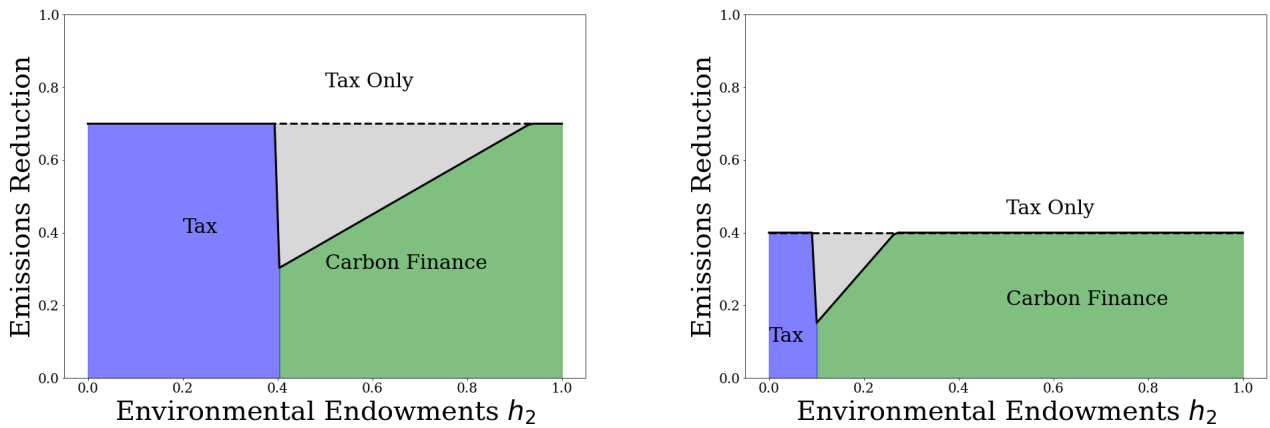 1.0
0.8
0.6
0.4
0.2
0.0
Emissions Reduction
Tax Only
Tax
Carbon Finance
0.0 0.2 0.4 0.6 0.8 1.0
Environmental Endowments h₂
1.0
0.8
0.6
0.4
0.2
0.0
Emissions Reduction
Tax Only
Carbon Finance
Tax
0.0 0.2 0.4 0.6 0.8 1.0
Environmental Endowments h₂